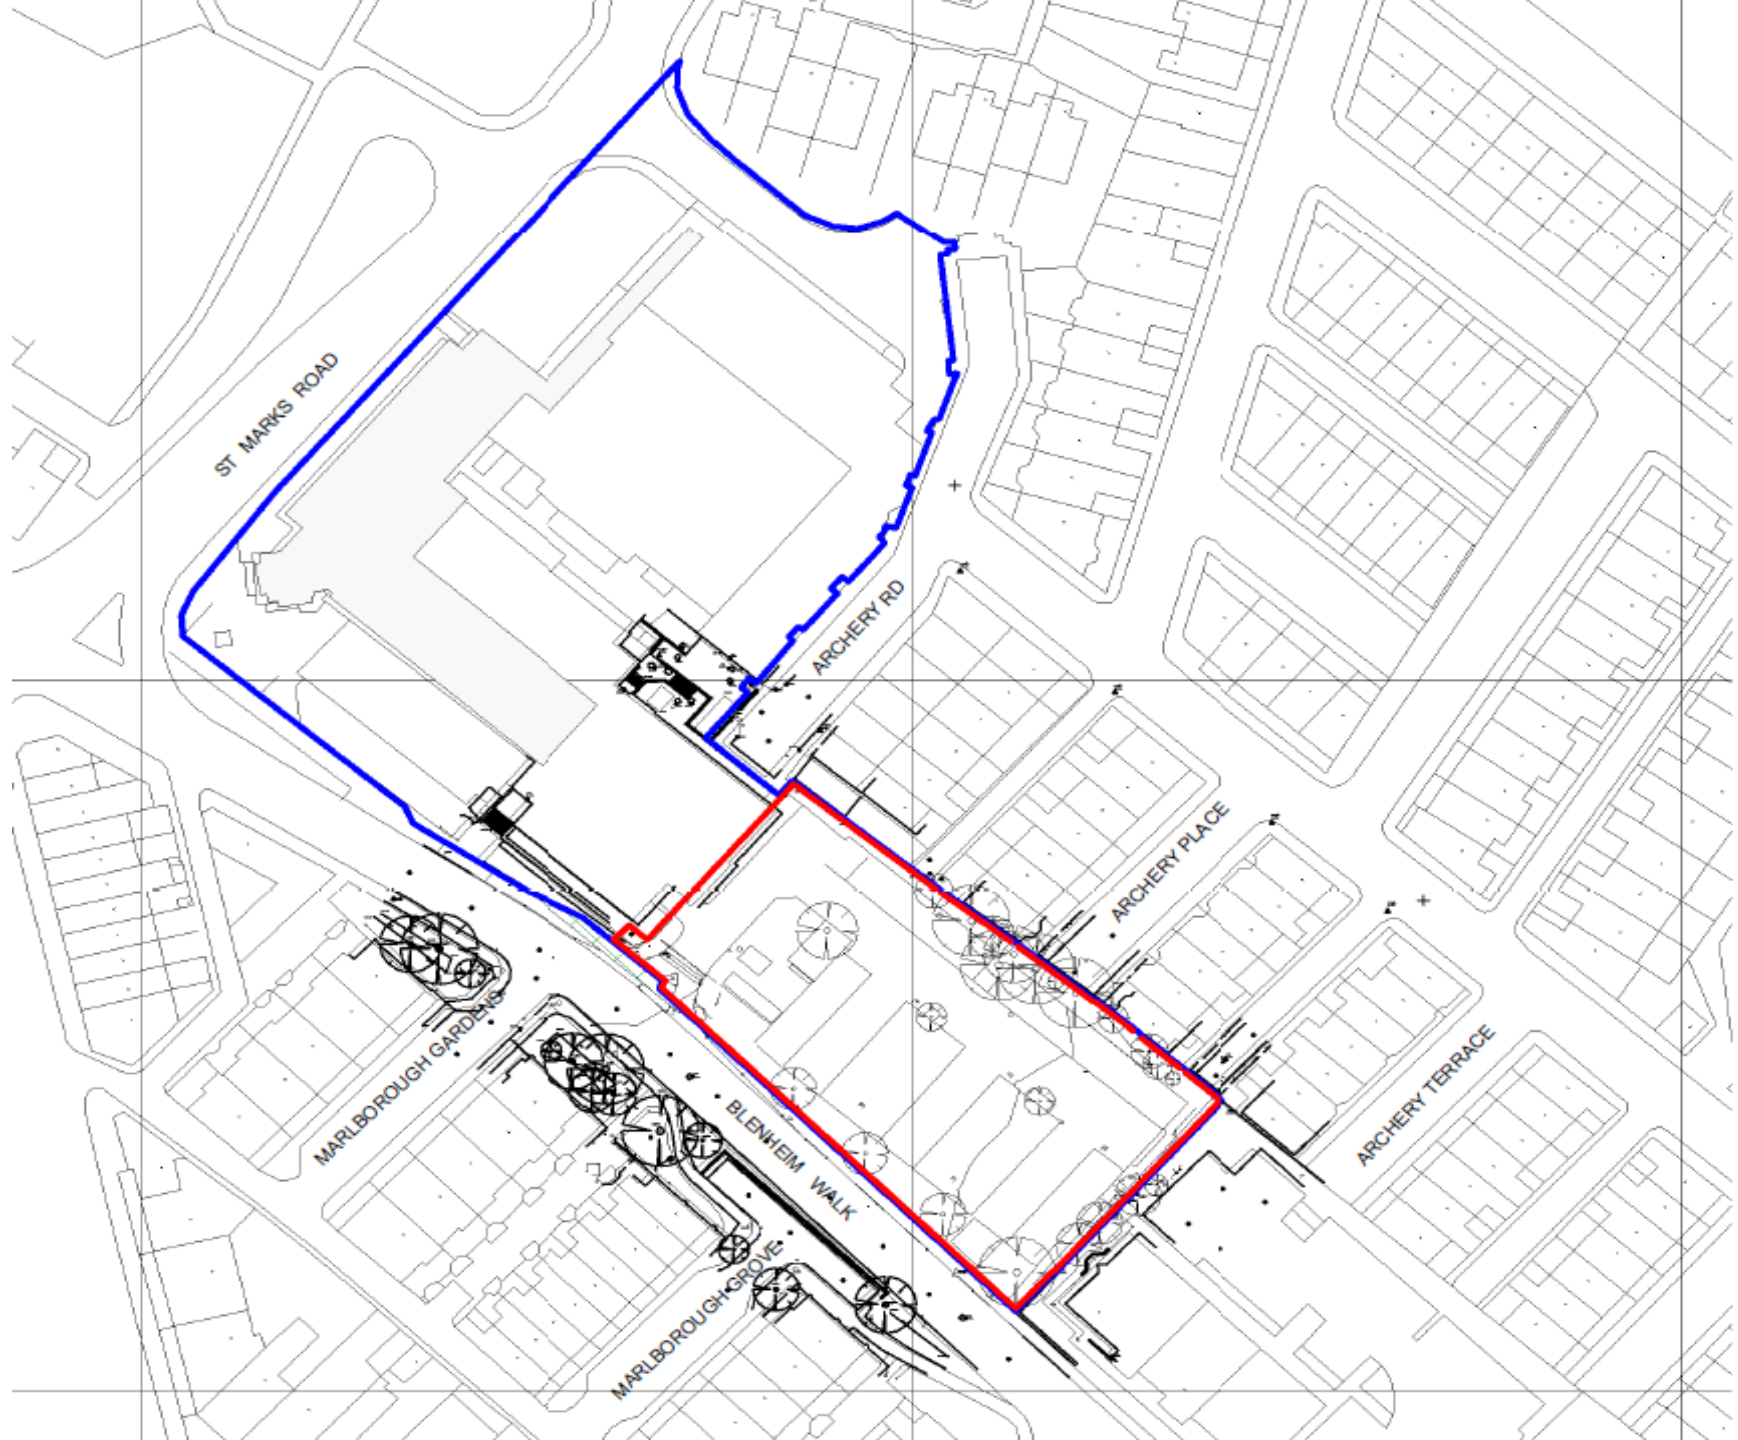 ST MARKS ROAD
ARCHERY RD
ARCHERY PLACE
ARCHERY TERRACE
MARLBOROUGH GARDENS
BLENHEIM WALK
MARLBOROUGH GROVE